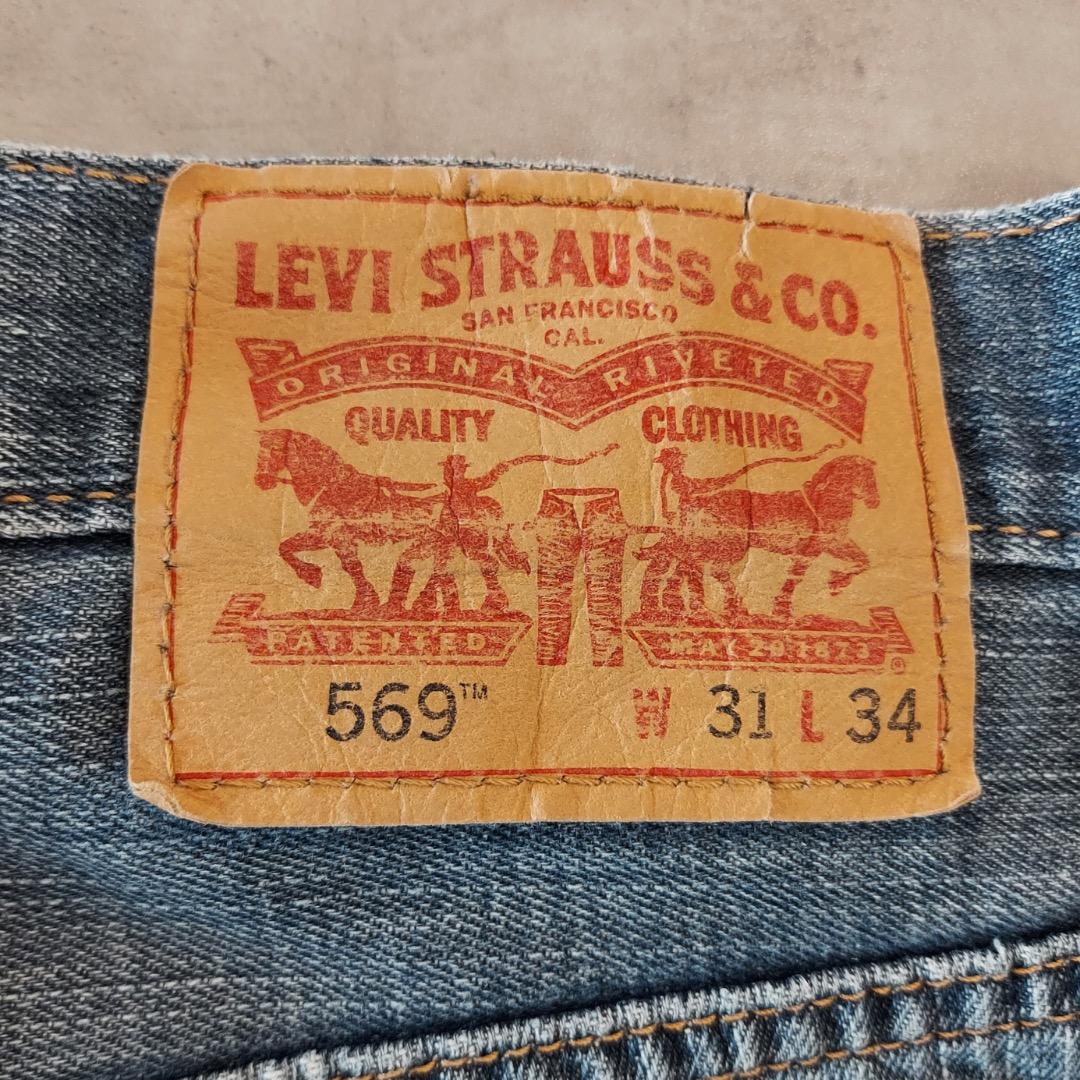 LEVI STRAUSS & CO.
SAN FRANCISCO
CAL.
ORIGINAL RIVETED
QUALITY CLOTHING
PATENTED MAY 20 1873 ®
569™ W 31 L 34